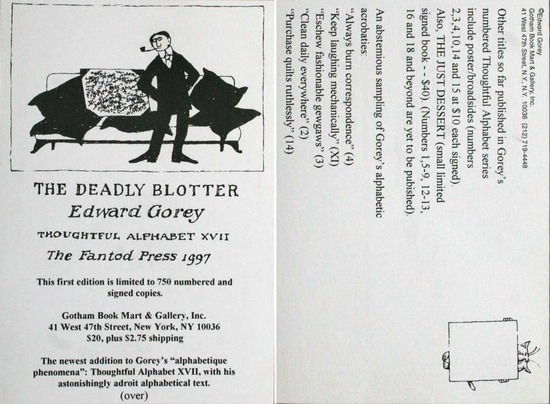 THE DEADLY BLOTTER
Edward Gorey
THOUGHTFUL ALPHABET XVII
The Fantod Press 1997
This first edition is limited to 750 numbered and
signed copies.
Gotham Book Mart & Gallery, Inc.
41 West 47th Street, New York, NY 10036
$20, plus $2.75 shipping
The newest addition to Gorey's "alphabetique
phenomena": Thoughtful Alphabet XVII, with his
astonishingly adroit alphabetical text.
(over)
©Edward Gorey
Gotham Book Mart & Gallery, Inc.
41 West 47th Street, N.Y., N.Y. 10036 (212) 719-4448
Other titles so far published in Gorey's
numbered Thoughtful Alphabet series
include poster/broadsides (numbers
2,3,4,10,14 and 15 at $10 each signed).
Also, THE JUST DESSERT (small limited
signed book - - $40). (Numbers 1,5-9, 12-13,
16 and 18 and beyond are yet to be pubished).
An abstemious sampling of Gorey's alphabetic
acrobaties:
"Always burn correspondence" (4)
"Keep laughing mechanically" (XI)
"Eschew fashionable gewgaws" (3)
"Clean daily everywhere" (2)
"Purchase quilts ruthlessly" (14)